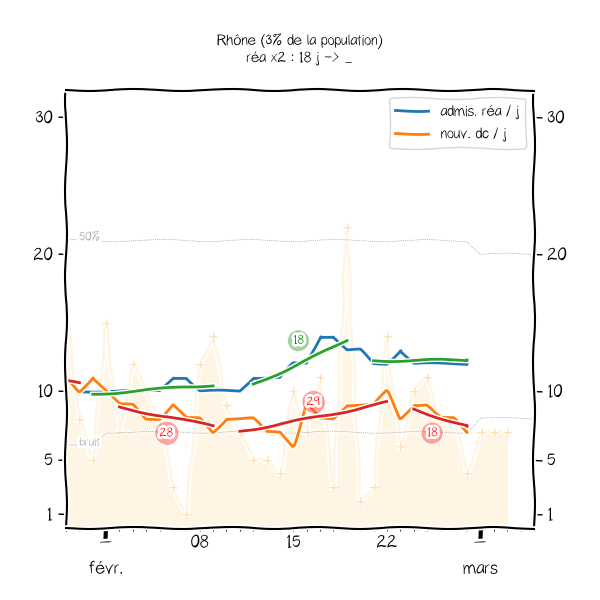 Rhône (3% de la population)
réa x2 : 18 j -> _
admis. réa / j
nouv. dc / j
30
30
50%
20
20
18
10
10
29
28
18
bruit
5
5
1
1
08
15
22
févr.
mars